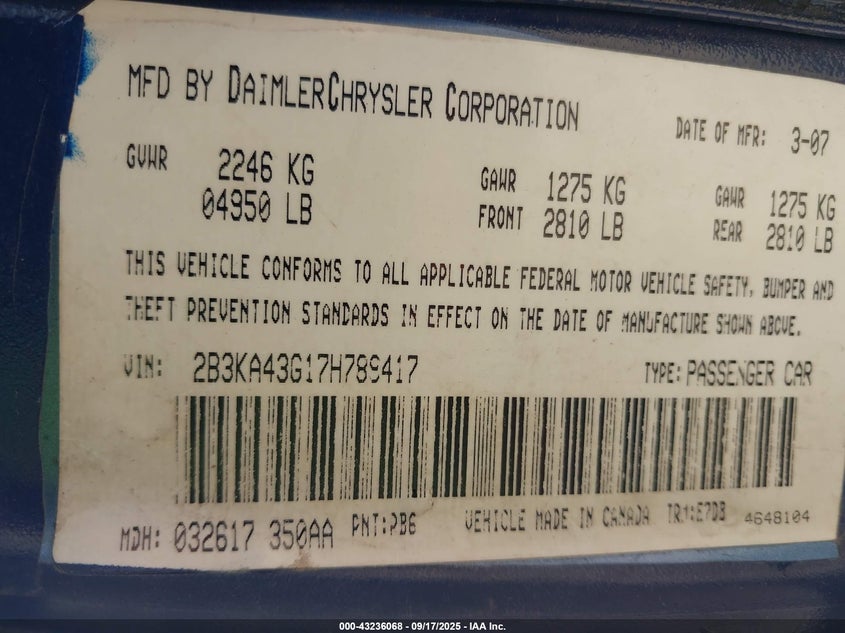 MFD BY DAIMLERCHRYSLER CORPORATION
DATE OF MFR: 3-07
GVWR 2246 KG GAWR 1275 KG GAWR 1275 KG
04950 LB FRONT 2810 LB REAR 2810 LB
THIS VEHICLE CONFORMS TO ALL APPLICABLE FEDERAL MOTOR VEHICLE SAFETY, BUMPER AND
THEFT PREVENTION STANDARDS IN EFFECT ON THE DATE OF MANUFACTURE SHOWN ABOVE.
VIN: 2B3KA43G17H789417 TYPE: PASSENGER CAR
MDH: 032617 350AA PNT:PB6 VEHICLE MADE IN CANADA TRM:E7DB 4648104
000-43236068 - 09/17/2025 - IAA Inc.